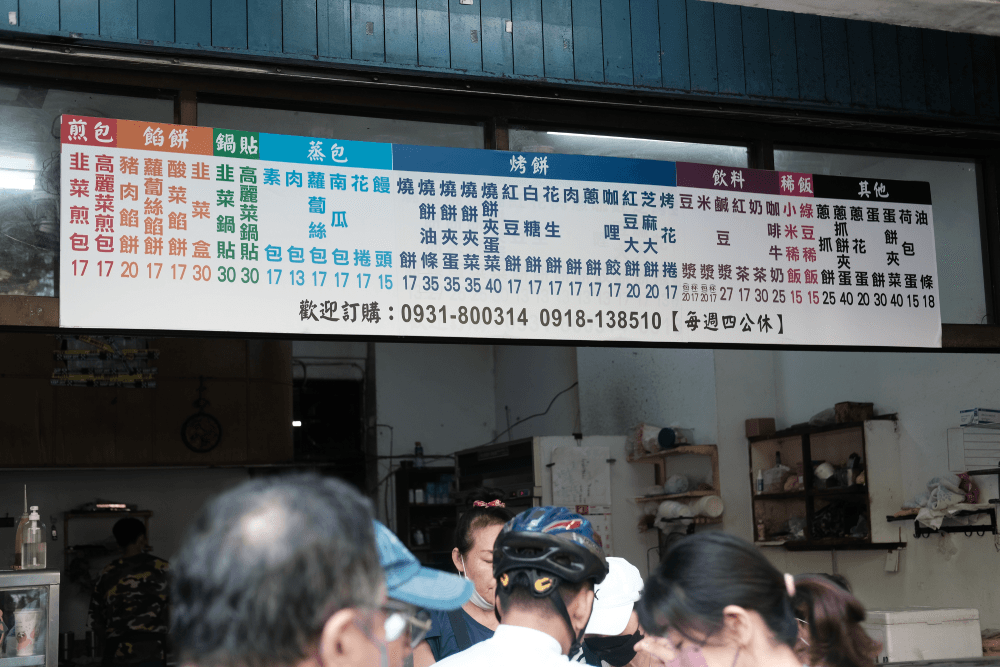 煎包
韭菜煎包 17
高麗菜煎包 17
餡餅
豬肉餡餅 20
蘿蔔絲餡餅 17
酸菜餡餅 17
韭菜盒 30
鍋貼
韭菜鍋貼 30
高麗菜鍋貼 30
蒸包
素包 17
肉包 13
蘿蔔絲包 17
南瓜包 17
花捲 17
饅頭 15
烤餅
燒餅 17
燒餅油條 35
燒餅夾蛋 35
燒餅夾菜 35
燒餅夾蛋菜 40
紅豆餅 17
白糖餅 17
花生餅 17
肉餅 17
蔥餅 17
咖哩餃 17
紅豆大餅 20
芝麻大餅 20
烤花捲 17
飲料
豆漿 20 17
米漿 20 17
鹹豆漿 27
紅茶 17
奶茶 30
咖啡牛奶 25
稀飯
小米稀飯 15
綠豆稀飯 15
其他
蔥抓餅 25
蔥抓餅夾蛋 40
蔥花蛋 20
蛋餅 30
蛋餅夾菜 40
荷包蛋 15
油條 18
歡迎訂購：0931-800314 0918-138510【每週四公休】